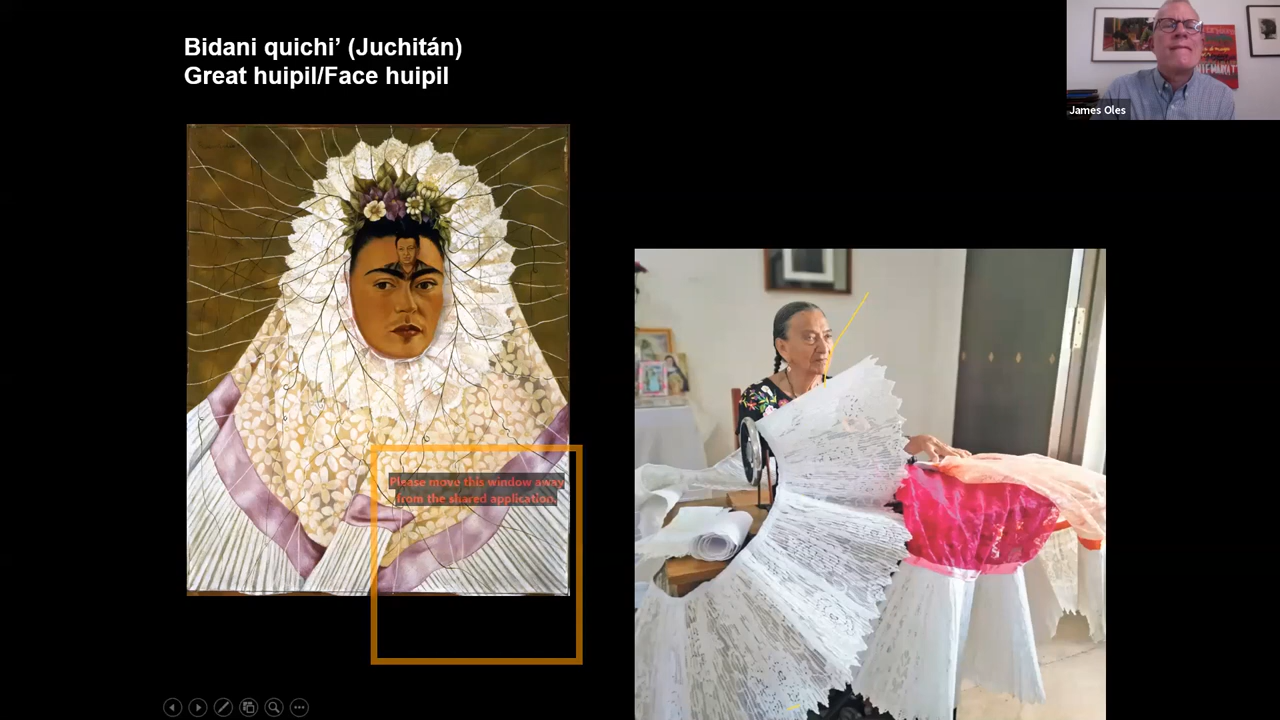 Bidani quichi’ (Juchitán)
Great huipil/Face huipil
James Oles
Please move this window away
from the shared application.